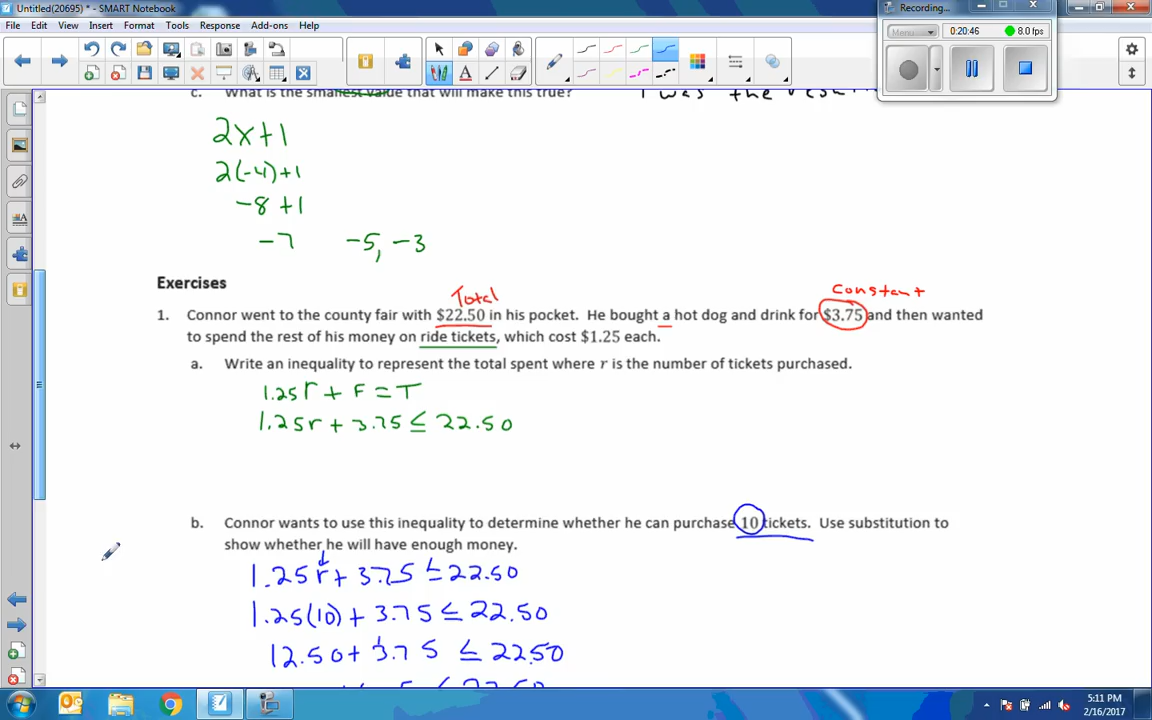 Untitled(20695) * - SMART Notebook
File Edit View Insert Format Tools Response Add-ons Help
Recording...
Menu
0:20:46
8.0 fps
c. What is the smallest value that will make this true?
I was the
2x+1
2(-4)+1
-8 +1
-7 -5, -3
Exercises
Total
constant
1. Connor went to the county fair with $22.50 in his pocket. He bought a hot dog and drink for $3.75 and then wanted
to spend the rest of his money on ride tickets, which cost $1.25 each.
a. Write an inequality to represent the total spent where r is the number of tickets purchased.
1.25r + F = T
1.25r + 3.75 ≤ 22.50
b. Connor wants to use this inequality to determine whether he can purchase 10 tickets. Use substitution to
show whether he will have enough money.
1.25r + 3.75 ≤ 22.50
1.25(10) + 3.75 ≤ 22.50
12.50 + 3.75 ≤ 22.50
≤ 22.50
5:11 PM
2/16/2017